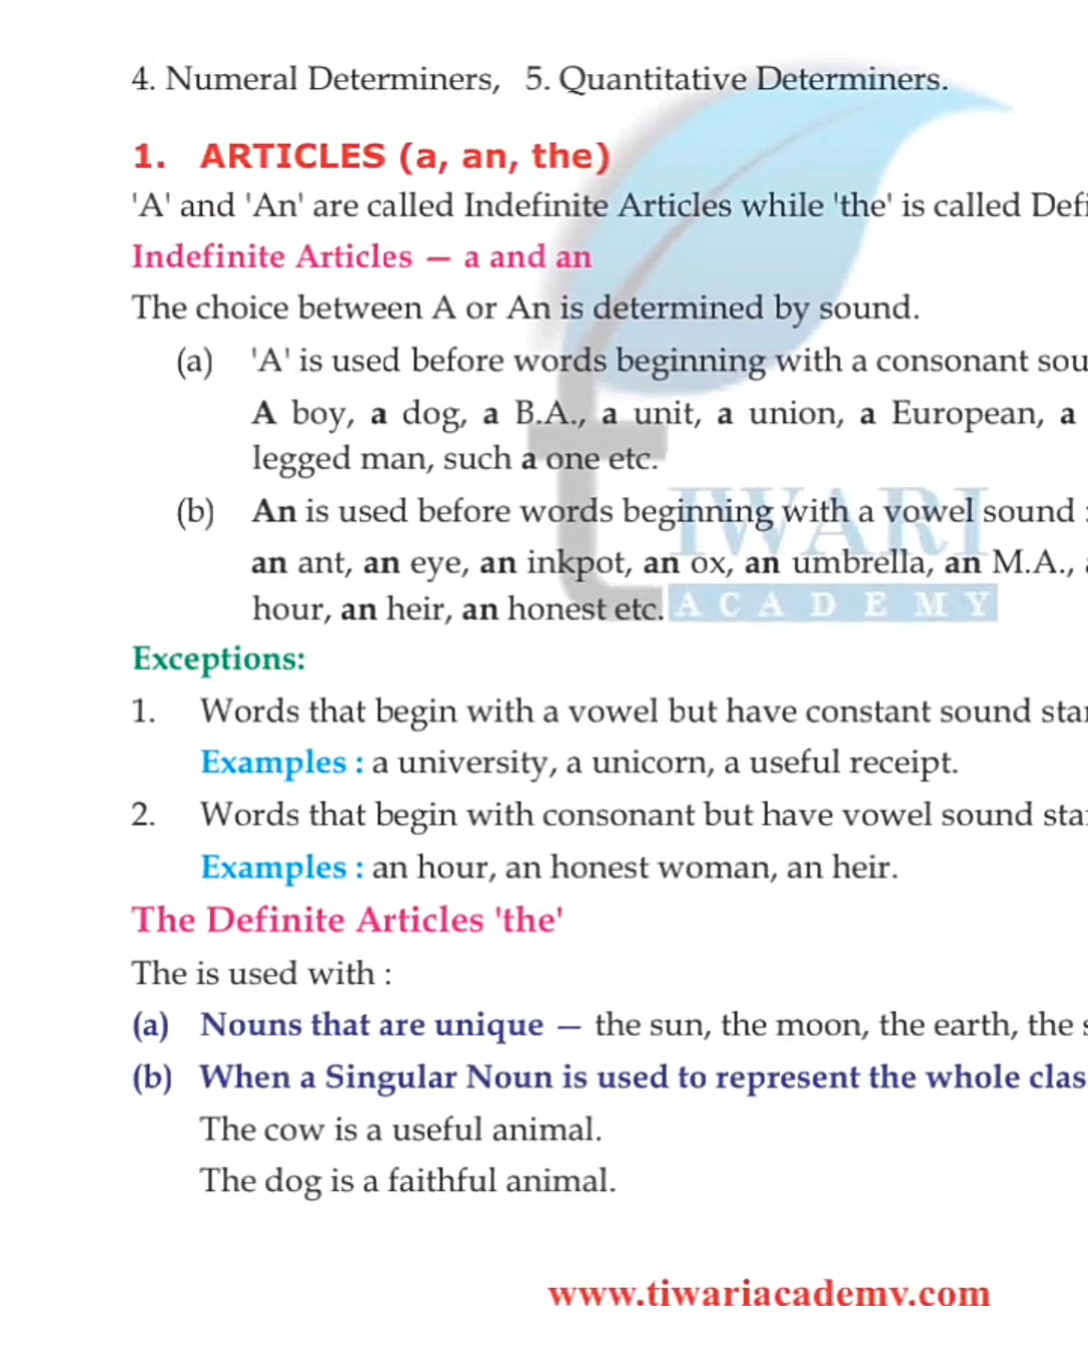 4. Numeral Determiners, 5. Quantitative Determiners.
1. ARTICLES (a, an, the)
'A' and 'An' are called Indefinite Articles while 'the' is called
Indefinite Articles — a and an
The choice between A or An is determined by sound.
(a) 'A' is used before words beginning with a consonant
A boy, a dog, a B.A., a unit, a union, a European, a
legged man, such a one etc.
(b) An is used before words beginning with a vowel sound
an ant, an eye, an inkpot, an ox, an umbrella, an M.A.,
hour, an heir, an honest etc.
TIWARI
ACADEMY
Exceptions:
1. Words that begin with a vowel but have constant sound
Examples : a university, a unicorn, a useful receipt.
2. Words that begin with consonant but have vowel sound
Examples : an hour, an honest woman, an heir.
The Definite Articles 'the'
The is used with :
(a) Nouns that are unique — the sun, the moon, the earth, the
(b) When a Singular Noun is used to represent the whole
The cow is a useful animal.
The dog is a faithful animal.
www.tiwariacademy.com